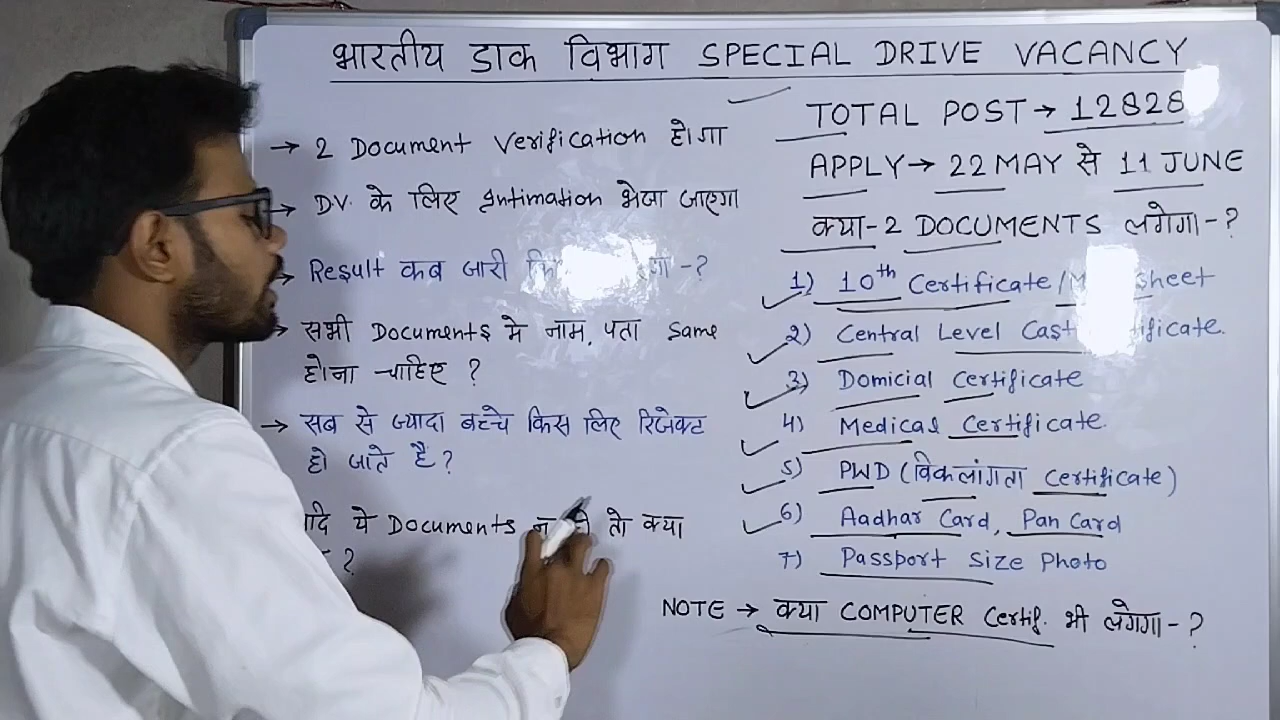 भारतीय डाक विभाग SPECIAL DRIVE VACANCY
→ 2 Document Verification होगा
→ DV. के लिए Intimation भेजा जाएगा
→ Result कब जारी -?
→ सभी Documents मे नाम, पता same
होना चाहिए ?
→ सब से ज्यादा बच्चे किस लिए रिजेक्ट
हो जाते हैं ?
ये Documents तो क्या
?
TOTAL POST → 12828
APPLY → 22 MAY से 11 JUNE
क्या-2 DOCUMENTS लगेगा-?
1) 10th Certificate /
2) Central Level
3) Domicial Certificate
4) Medical Certificate.
5) PWD (विकलांगता Certificate)
6) Aadhar Card, Pan Card
7) Passport Size Photo
NOTE → क्या COMPUTER Certif. भी लगेगा-?